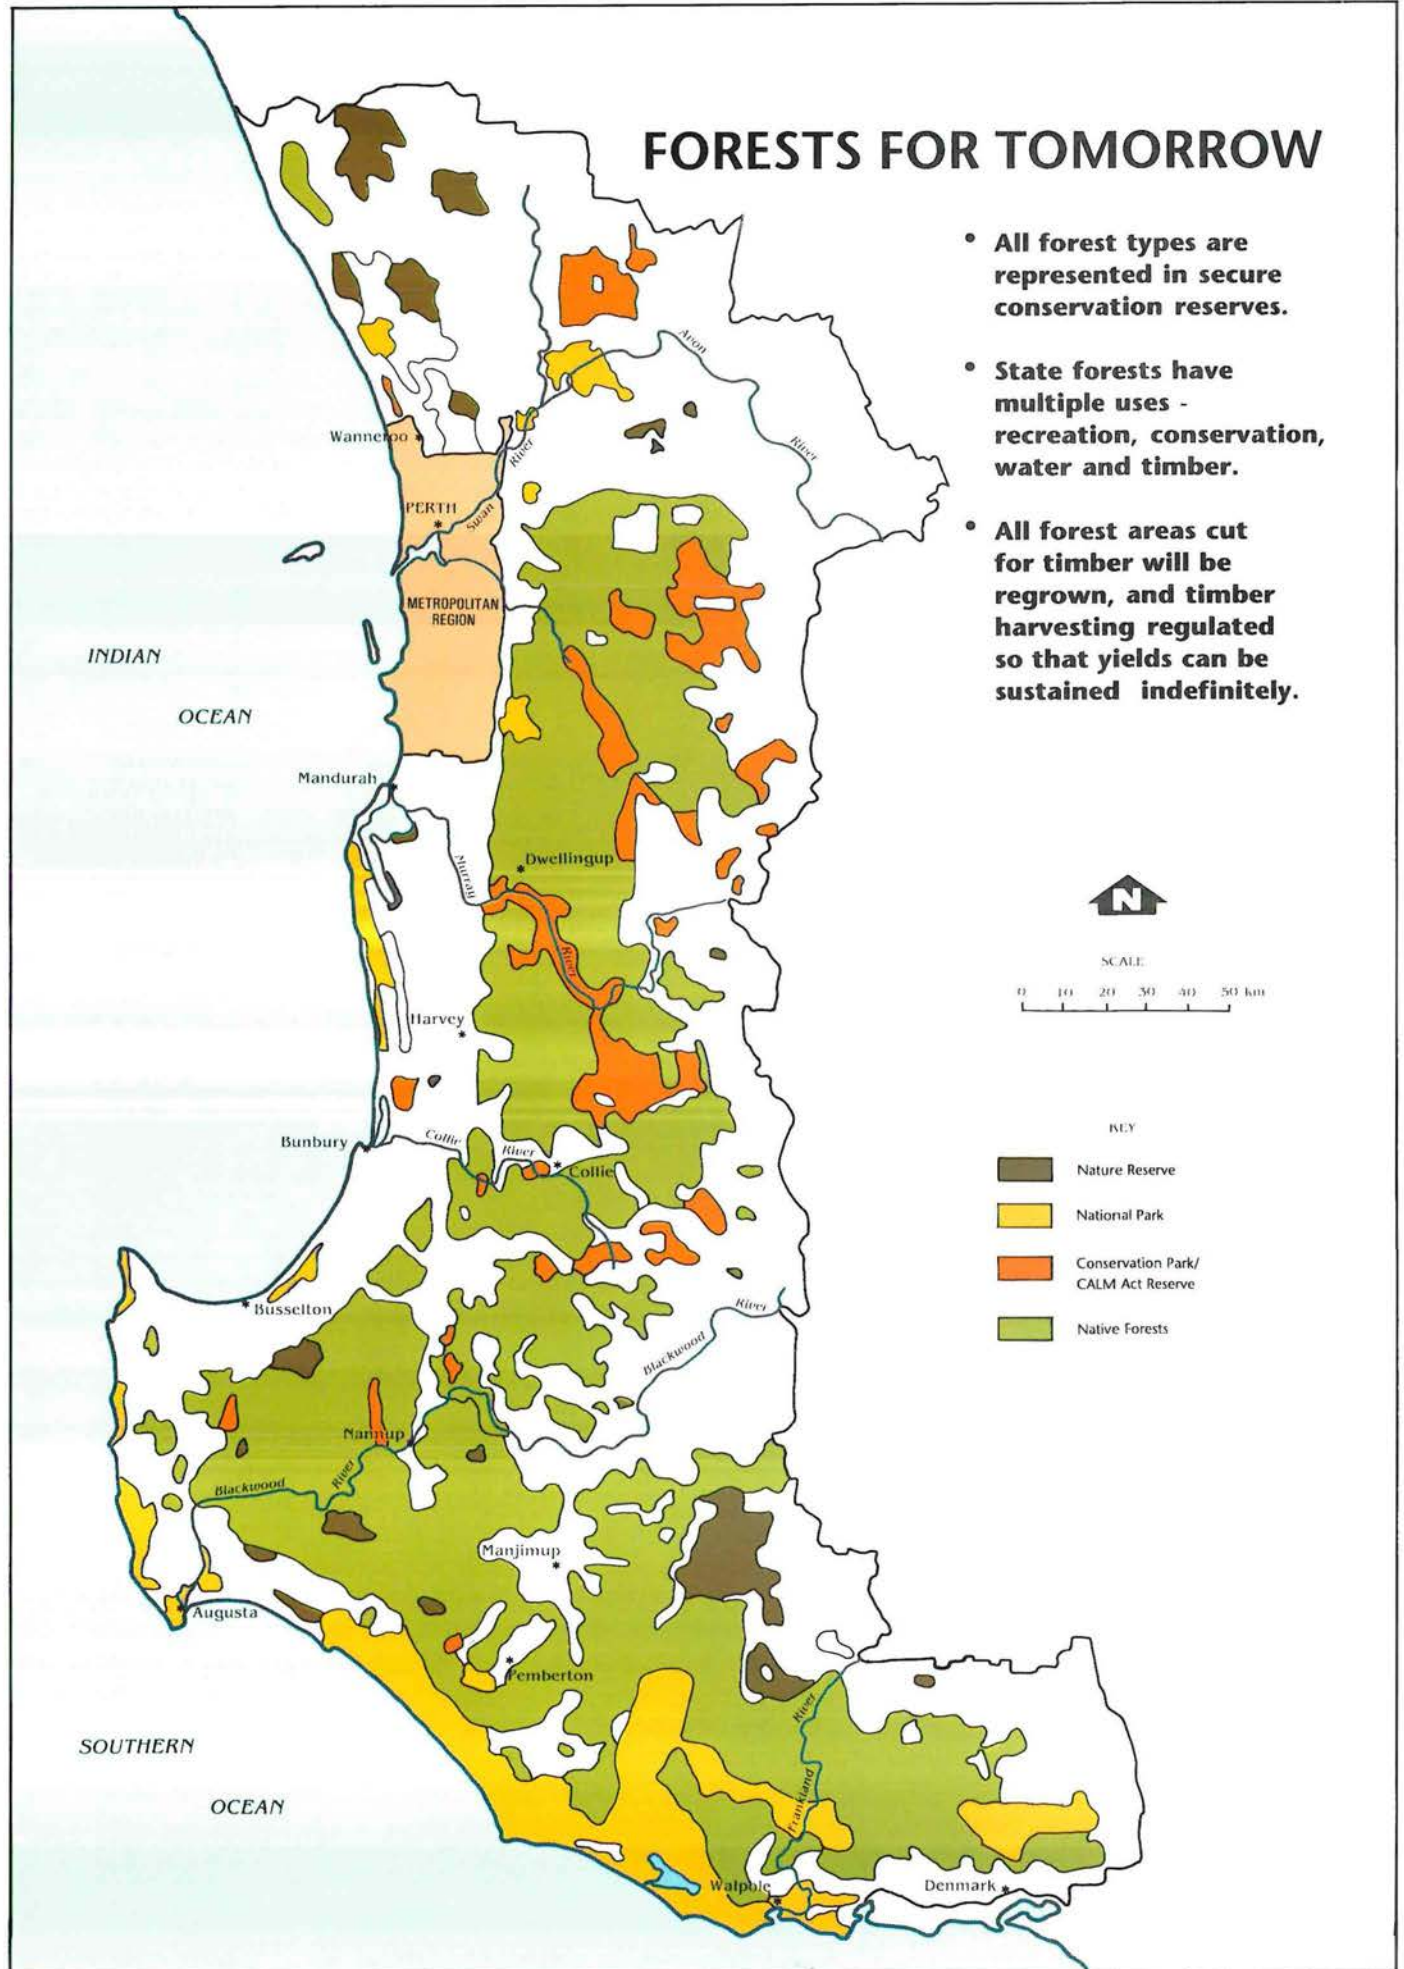 FORESTS FOR TOMORROW
• All forest types are
represented in secure
conservation reserves.
• State forests have
multiple uses -
recreation, conservation,
water and timber.
• All forest areas cut
for timber will be
regrown, and timber
harvesting regulated
so that yields can be
sustained indefinitely.
Avon
River
Wanneroo
River
PERTH
Swan
METROPOLITAN
REGION
INDIAN
OCEAN
Mandurah
Murray
Dwellingup
River
N
SCALE
0 10 20 30 40 50 km
Harvey
Bunbury
Collie
River
Collie
KEY
Nature Reserve
National Park
Conservation Park/
CALM Act Reserve
Native Forests
Busselton
River
Blackwood
Nannup
Blackwood
River
Manjimup
Augusta
Pemberton
River
Frankland
SOUTHERN
OCEAN
Walpole
Denmark